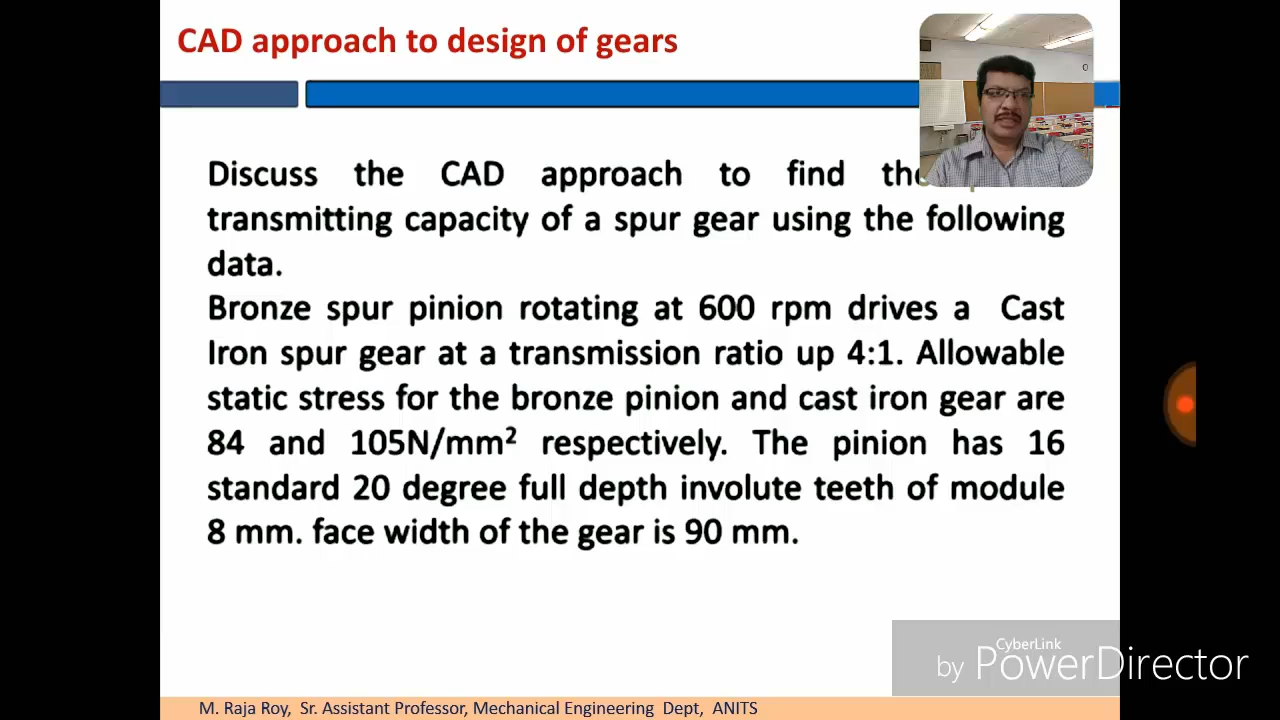 CAD approach to design of gears
Discuss the CAD approach to find the
transmitting capacity of a spur gear using the following
data.
Bronze spur pinion rotating at 600 rpm drives a Cast
Iron spur gear at a transmission ratio up 4:1. Allowable
static stress for the bronze pinion and cast iron gear are
84 and 105N/mm² respectively. The pinion has 16
standard 20 degree full depth involute teeth of module
8 mm. face width of the gear is 90 mm.
CyberLink
by PowerDirector
M. Raja Roy, Sr. Assistant Professor, Mechanical Engineering Dept, ANITS